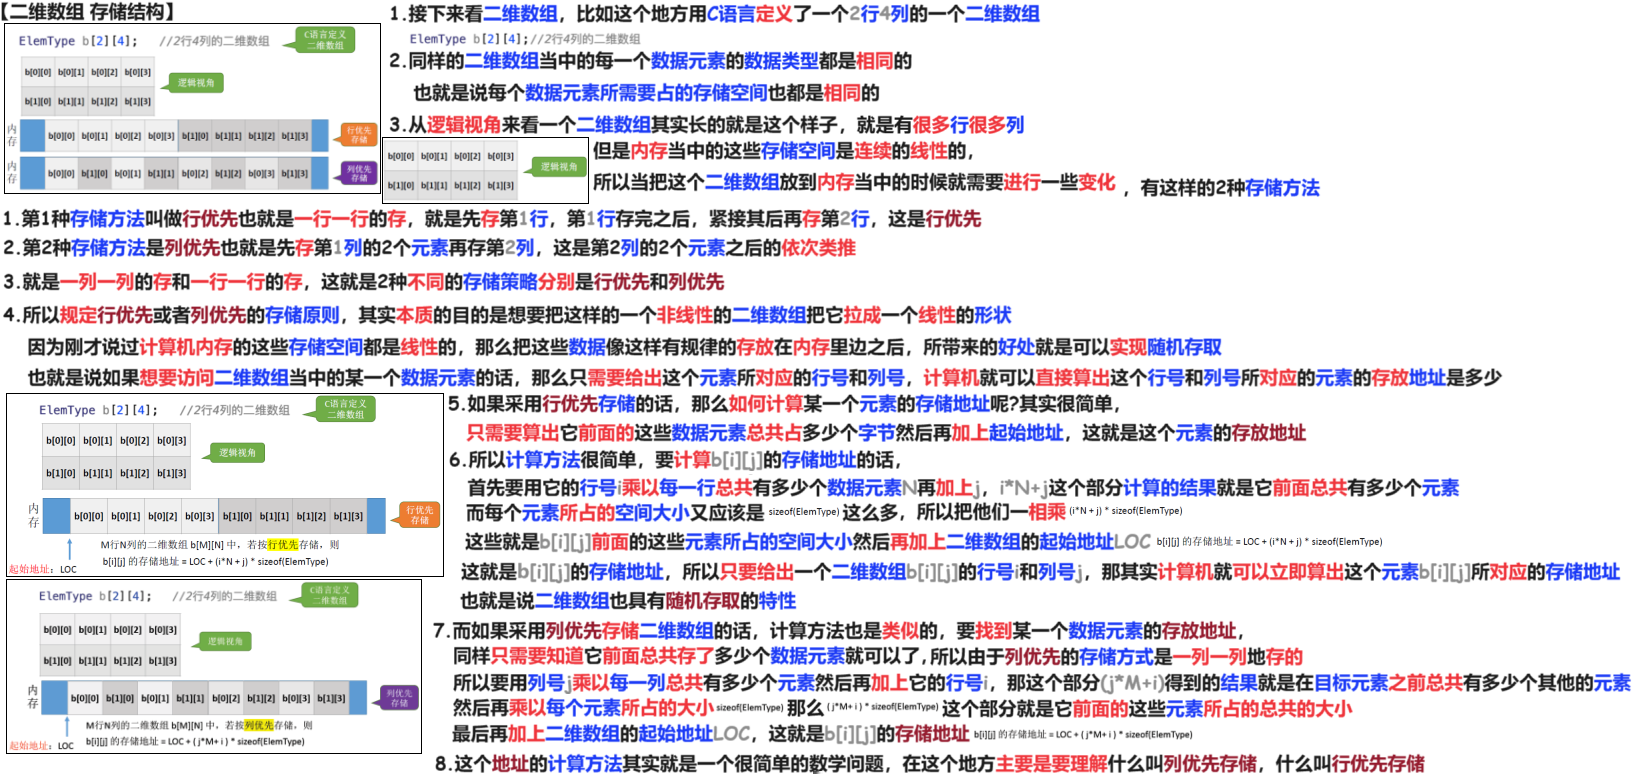 【二维数组 存储结构】
ElemType b[2][4]; //2行4列的二维数组
C语言定义
二维数组
b[0][0] b[0][1] b[0][2] b[0][3]
b[1][0] b[1][1] b[1][2] b[1][3]
逻辑视角
内存
b[0][0] b[0][1] b[0][2] b[0][3] b[1][0] b[1][1] b[1][2] b[1][3]
行优先
存储
内存
b[0][0] b[1][0] b[0][1] b[1][1] b[0][2] b[1][2] b[0][3] b[1][3]
列优先
存储
1.接下来看二维数组，比如这个地方用C语言定义了一个2行4列的一个二维数组
ElemType b[2][4];//2行4列的二维数组
2.同样的二维数组当中的每一个数据元素的数据类型都是相同的
也就是说每个数据元素所需要占的存储空间也都是相同的
3.从逻辑视角来看一个二维数组其实长的就是这个样子，就是有很多行很多列
b[0][0] b[0][1] b[0][2] b[0][3]
b[1][0] b[1][1] b[1][2] b[1][3]
逻辑视角
但是内存当中的这些存储空间是连续的线性的，
所以当把这个二维数组放到内存当中的时候就需要进行一些变化，有这样的2种存储方法
1.第1种存储方法叫做行优先也就是一行一行的存，就是先存第1行，第1行存完之后，紧接其后再存第2行，这是行优先
2.第2种存储方法是列优先也就是先存第1列的2个元素再存第2列，这是第2列的2个元素之后的依次类推
3.就是一列一列的存和一行一行的存，这就是2种不同的存储策略分别是行优先和列优先
4.所以规定行优先或者列优先的存储原则，其实本质的目的是想要把这样的一个非线性的二维数组把它拉成一个线性的形状
因为刚才说过计算机内存的这些存储空间都是线性的，那么把这些数据像这样有规律的存放在内存里边之后，所带来的好处就是可以实现随机存取
也就是说如果想要访问二维数组当中的某一个数据元素的话，那么只需要给出这个元素所对应的行号和列号，计算机就可以直接算出这个行号和列号所对应的元素的存放地址是多少
ElemType b[2][4]; //2行4列的二维数组
C语言定义
二维数组
b[0][0] b[0][1] b[0][2] b[0][3]
b[1][0] b[1][1] b[1][2] b[1][3]
逻辑视角
内存
b[0][0] b[0][1] b[0][2] b[0][3] b[1][0] b[1][1] b[1][2] b[1][3]
行优先
存储
M行N列的二维数组 b[M][N] 中，若按行优先存储，则
b[i][j] 的存储地址 = LOC + (i*N + j) * sizeof(ElemType)
起始地址：LOC
5.如果采用行优先存储的话，那么如何计算某一个元素的存储地址呢?其实很简单，
只需要算出它前面的这些数据元素总共占多少个字节然后再加上起始地址，这就是这个元素的存放地址
6.所以计算方法很简单，要计算b[i][j]的存储地址的话，
首先要用它的行号i乘以每一行总共有多少个数据元素N再加上j，i*N+j这个部分计算的结果就是它前面总共有多少个元素
而每个元素所占的空间大小又应该是 sizeof(ElemType) 这么多，所以把他们一相乘 (i*N + j) * sizeof(ElemType)
这些就是b[i][j]前面的这些元素所占的空间大小然后再加上二维数组的起始地址LOC b[i][j] 的存储地址 = LOC + (i*N + j) * sizeof(ElemType)
这就是b[i][j]的存储地址，所以只要给出一个二维数组b[i][j]的行号i和列号j，那其实计算机就可以立即算出这个元素b[i][j]所对应的存储地址
也就是说二维数组也具有随机存取的特性
ElemType b[2][4]; //2行4列的二维数组
C语言定义
二维数组
b[0][0] b[0][1] b[0][2] b[0][3]
b[1][0] b[1][1] b[1][2] b[1][3]
逻辑视角
内存
b[0][0] b[1][0] b[0][1] b[1][1] b[0][2] b[1][2] b[0][3] b[1][3]
列优先
存储
M行N列的二维数组 b[M][N] 中，若按列优先存储，则
b[i][j] 的存储地址 = LOC + ( j*M+ i ) * sizeof(ElemType)
起始地址：LOC
7.而如果采用列优先存储二维数组的话，计算方法也是类似的，要找到某一个数据元素的存放地址，
同样只需要知道它前面总共存了多少个数据元素就可以了,所以由于列优先的存储方式是一列一列地存的
所以要用列号j乘以每一列总共有多少个元素然后再加上它的行号i，那这个部分(j*M+i)得到的结果就是在目标元素之前总共有多少个其他的元素
然后再乘以每个元素所占的大小 sizeof(ElemType) 那么 ( j*M+ i ) * sizeof(ElemType) 这个部分就是它前面的这些元素所占的总共的大小
最后再加上二维数组的起始地址LOC，这就是b[i][j]的存储地址 b[i][j] 的存储地址 = LOC + ( j*M+ i ) * sizeof(ElemType)
8.这个地址的计算方法其实就是一个很简单的数学问题，在这个地方主要是要理解什么叫列优先存储，什么叫行优先存储